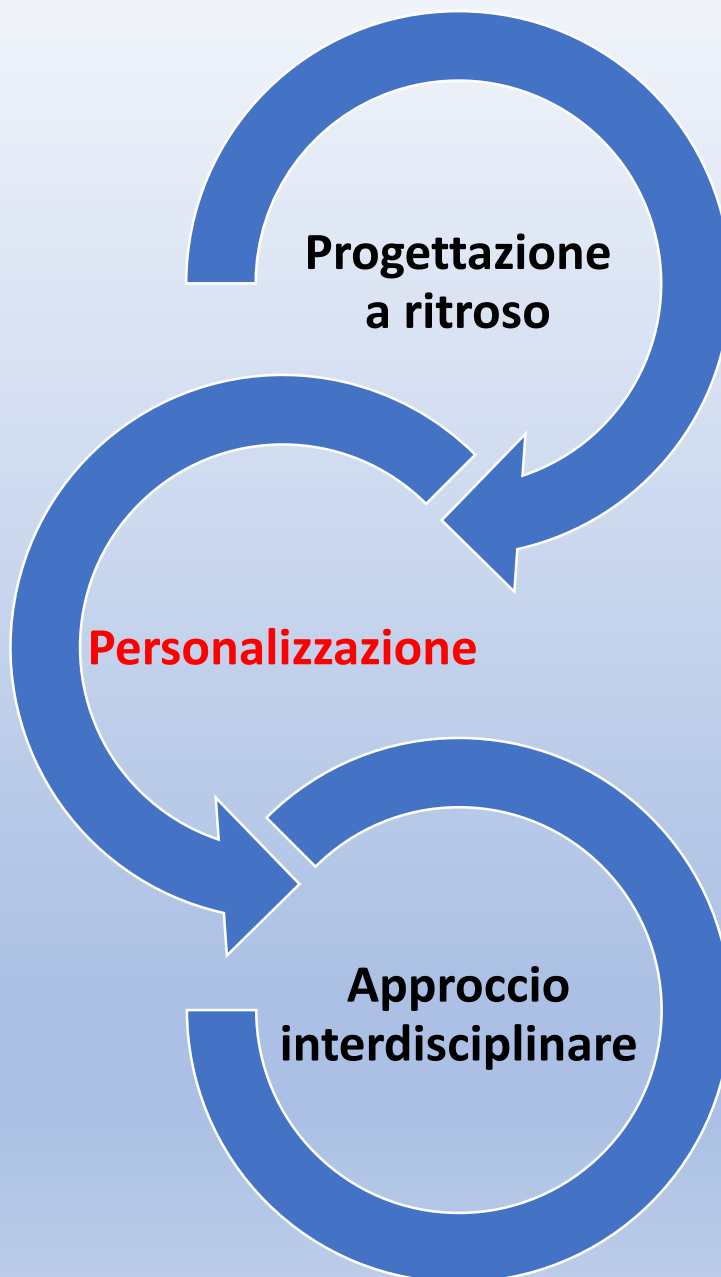 Progettazione
a ritroso
Personalizzazione
Approccio
interdisciplinare